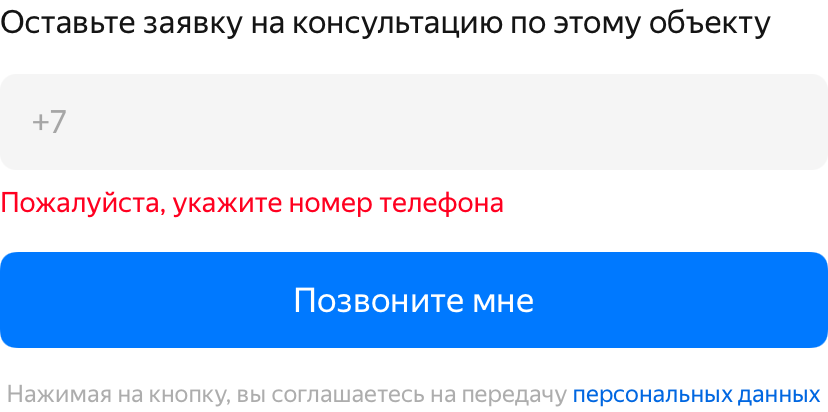 Оставьте заявку на консультацию по этому объекту
+7
Пожалуйста, укажите номер телефона
Позвоните мне
Нажимая на кнопку, вы соглашаетесь на передачу персональных данных